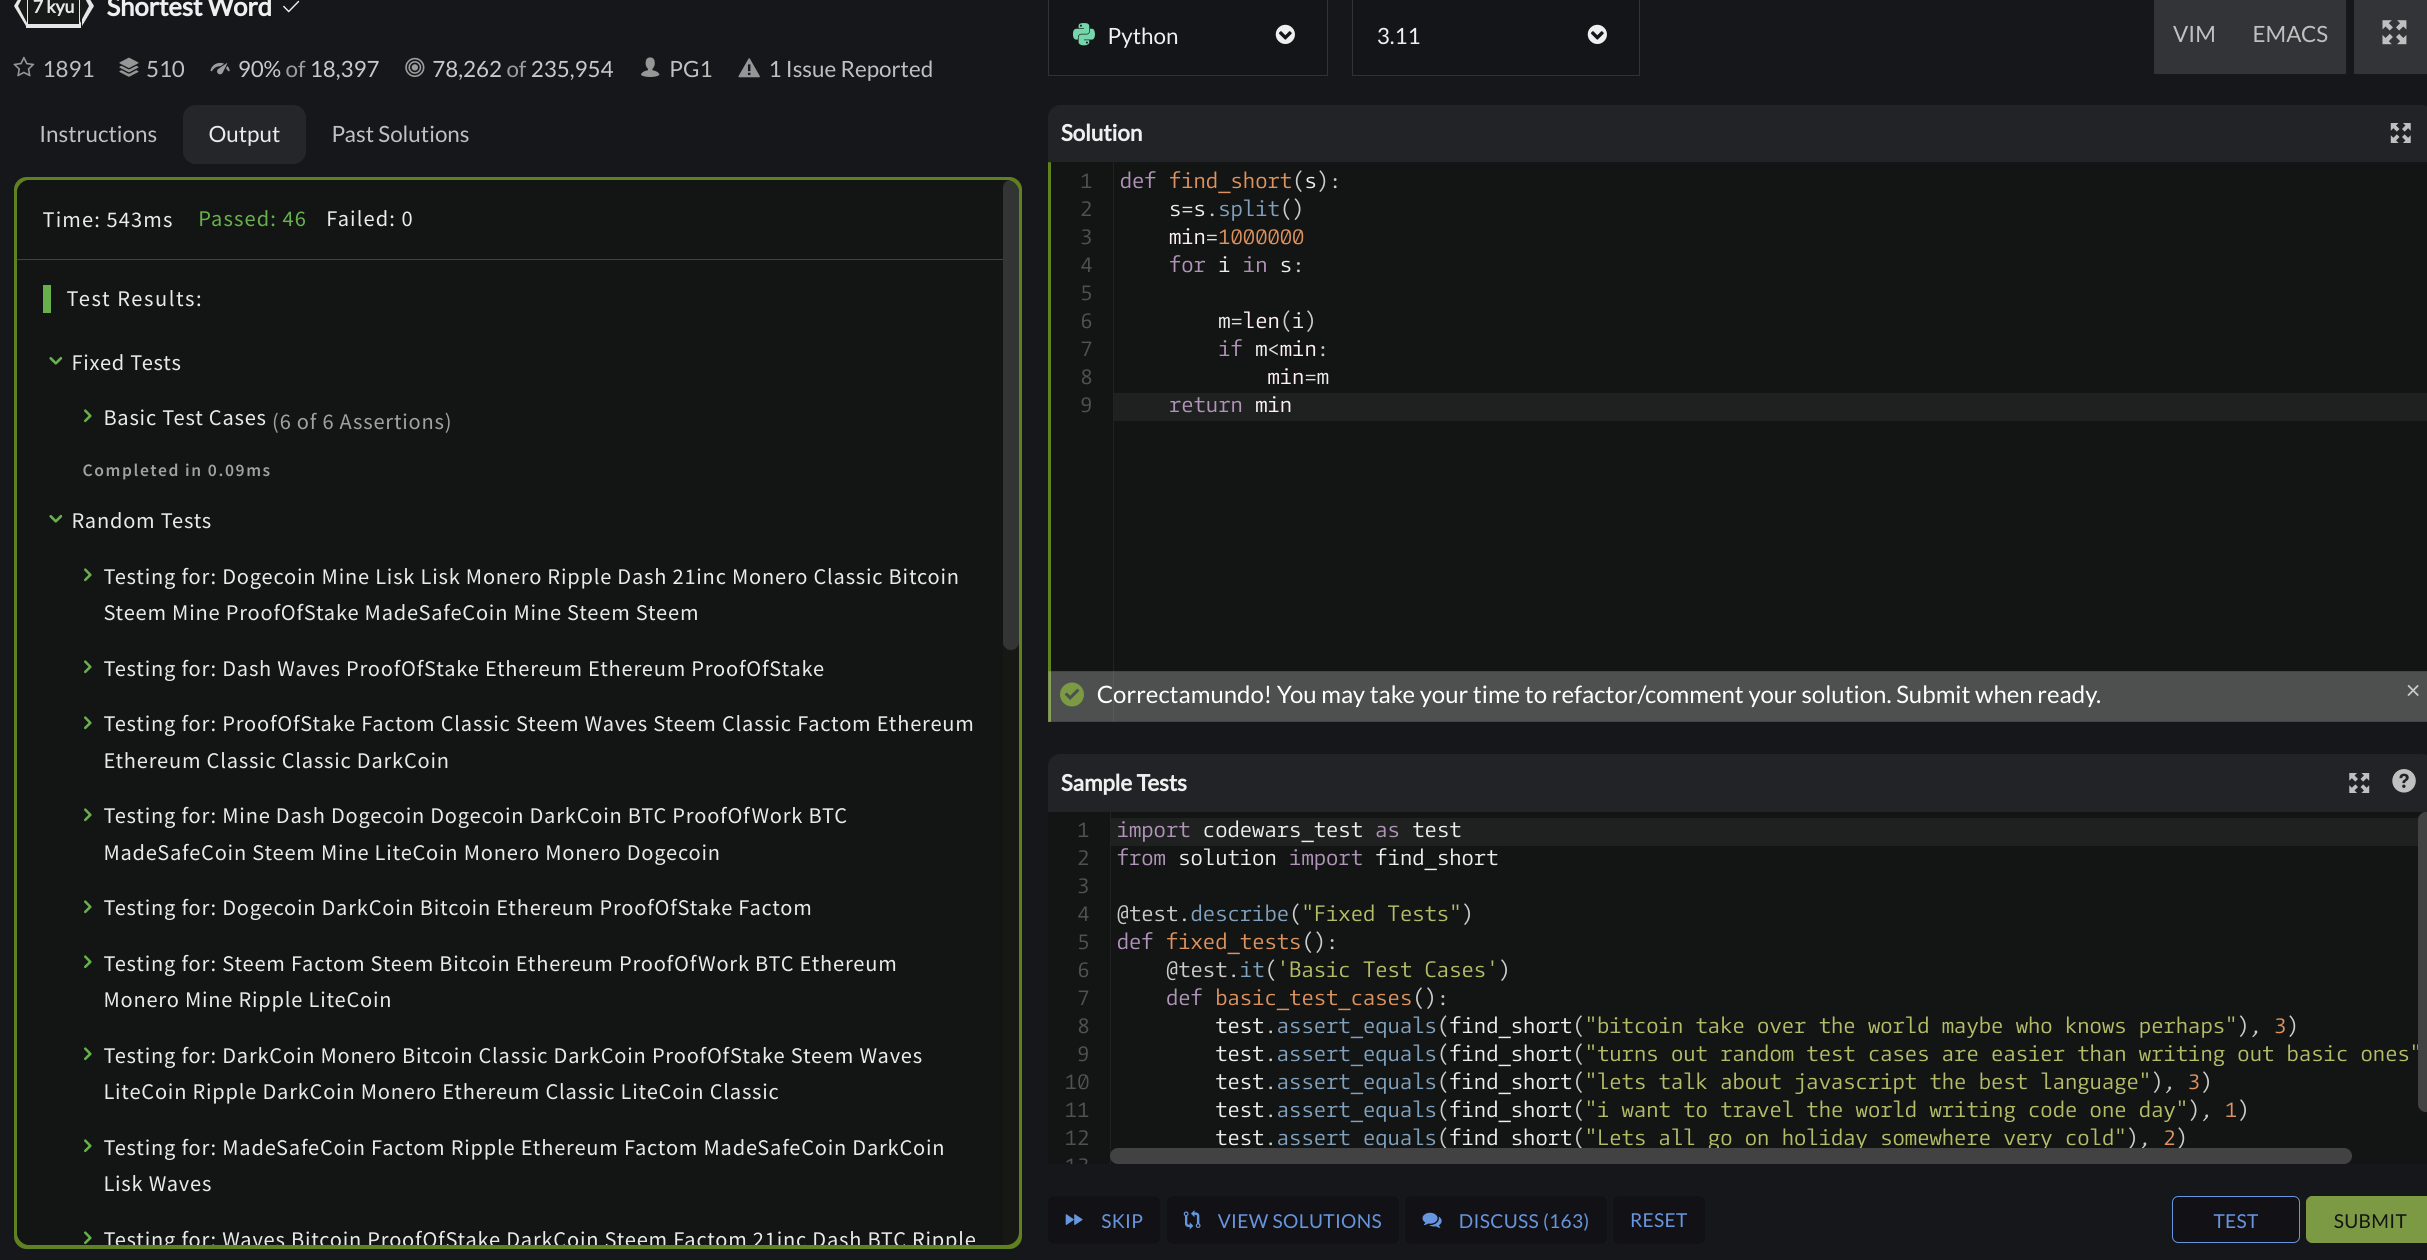 7 kyu Shortest Word
1891 510 90% of 18,397 78,262 of 235,954 PG1 1 Issue Reported
Instructions Output Past Solutions
Time: 543ms Passed: 46 Failed: 0
Test Results:
Fixed Tests
Basic Test Cases (6 of 6 Assertions)
Completed in 0.09ms
Random Tests
Testing for: Dogecoin Mine Lisk Lisk Monero Ripple Dash 21inc Monero Classic Bitcoin
Steem Mine ProofOfStake MadeSafeCoin Mine Steem Steem
Testing for: Dash Waves ProofOfStake Ethereum Ethereum ProofOfStake
Testing for: ProofOfStake Factom Classic Steem Waves Steem Classic Factom Ethereum
Ethereum Classic Classic DarkCoin
Testing for: Mine Dash Dogecoin Dogecoin DarkCoin BTC ProofOfWork BTC
MadeSafeCoin Steem Mine LiteCoin Monero Monero Dogecoin
Testing for: Dogecoin DarkCoin Bitcoin Ethereum ProofOfStake Factom
Testing for: Steem Factom Steem Bitcoin Ethereum ProofOfWork BTC Ethereum
Monero Mine Ripple LiteCoin
Testing for: DarkCoin Monero Bitcoin Classic DarkCoin ProofOfStake Steem Waves
LiteCoin Ripple DarkCoin Monero Ethereum Classic LiteCoin Classic
Testing for: MadeSafeCoin Factom Ripple Ethereum Factom MadeSafeCoin DarkCoin
Lisk Waves
Testing for: Waves Bitcoin ProofOfStake DarkCoin Steem Factom 21inc Dash BTC Ripple
Python 3.11 VIM EMACS
Solution
1 def find_short(s):
2     s=s.split()
3     min=1000000
4     for i in s:
5
6         m=len(i)
7         if m<min:
8             min=m
9     return min
Correctamundo! You may take your time to refactor/comment your solution. Submit when ready.
Sample Tests
1 import codewars_test as test
2 from solution import find_short
3
4 @test.describe("Fixed Tests")
5 def fixed_tests():
6     @test.it('Basic Test Cases')
7     def basic_test_cases():
8         test.assert_equals(find_short("bitcoin take over the world maybe who knows perhaps"), 3)
9         test.assert_equals(find_short("turns out random test cases are easier than writing out basic ones"
10         test.assert_equals(find_short("lets talk about javascript the best language"), 3)
11         test.assert_equals(find_short("i want to travel the world writing code one day"), 1)
12         test.assert_equals(find_short("Lets all go on holiday somewhere very cold"), 2)
13
SKIP VIEW SOLUTIONS DISCUSS (163) RESET TEST SUBMIT